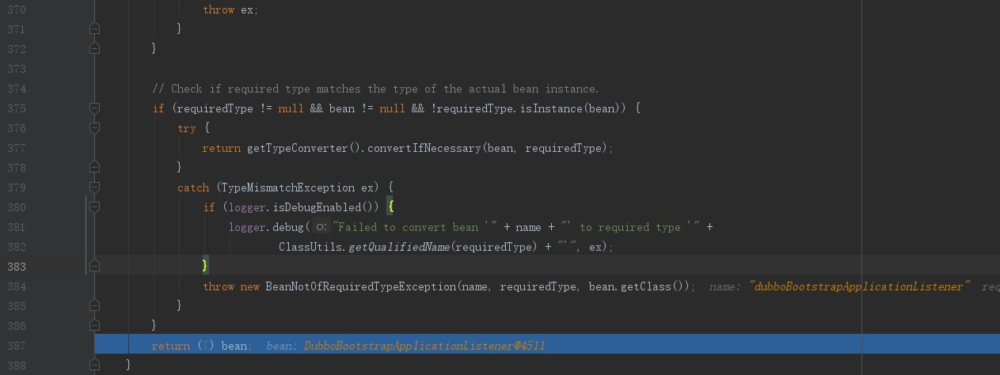 370 throw ex;
371 }
372 }
373
374 // Check if required type matches the type of the actual bean instance.
375 if (requiredType != null && bean != null && !requiredType.isInstance(bean)) {
376 try {
377 return getTypeConverter().convertIfNecessary(bean, requiredType);
378 }
379 catch (TypeMismatchException ex) {
380 if (logger.isDebugEnabled()) {
381 logger.debug( o: "Failed to convert bean '" + name + "' to required type '" +
382 ClassUtils.getQualifiedName(requiredType) + "'", ex);
383 }
384 throw new BeanNotOfRequiredTypeException(name, requiredType, bean.getClass()); name: "dubboBootstrapApplicationListener" req
385 }
386 }
387 return (T) bean; bean: DubboBootstrapApplicationListener@4511
388 }